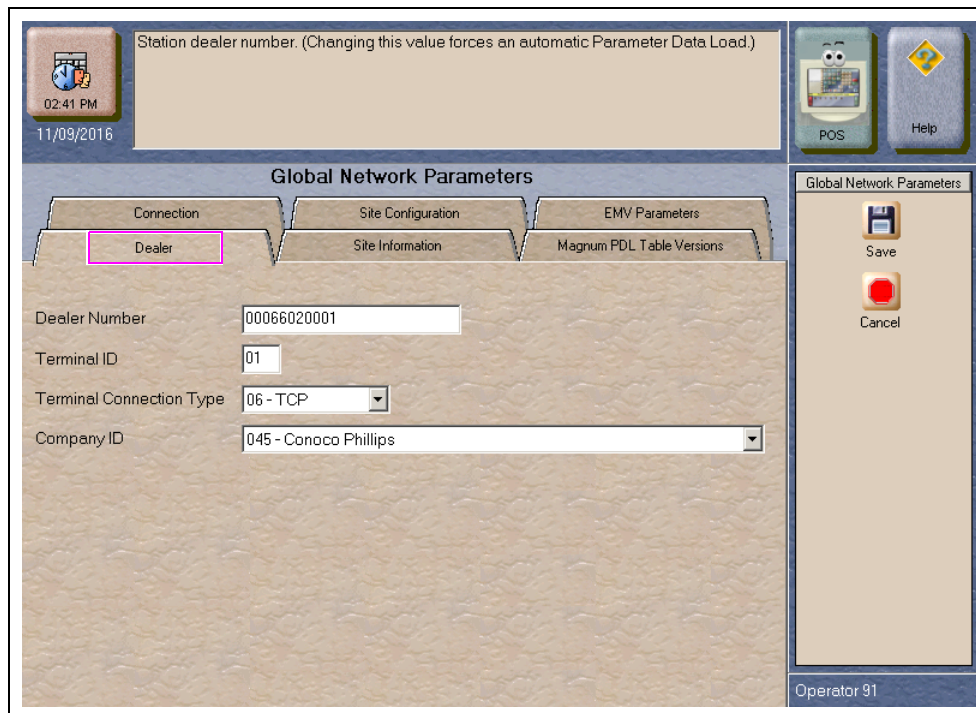 Station dealer number. (Changing this value forces an automatic Parameter Data Load.)
02:41 PM
11/09/2016
POS
Help
Global Network Parameters
Connection
Site Configuration
EMV Parameters
Dealer
Site Information
Magnum PDL Table Versions
Dealer Number
00066020001
Terminal ID
01
Terminal Connection Type
06 - TCP
Company ID
045 - Conoco Phillips
Global Network Parameters
Save
Cancel
Operator 91